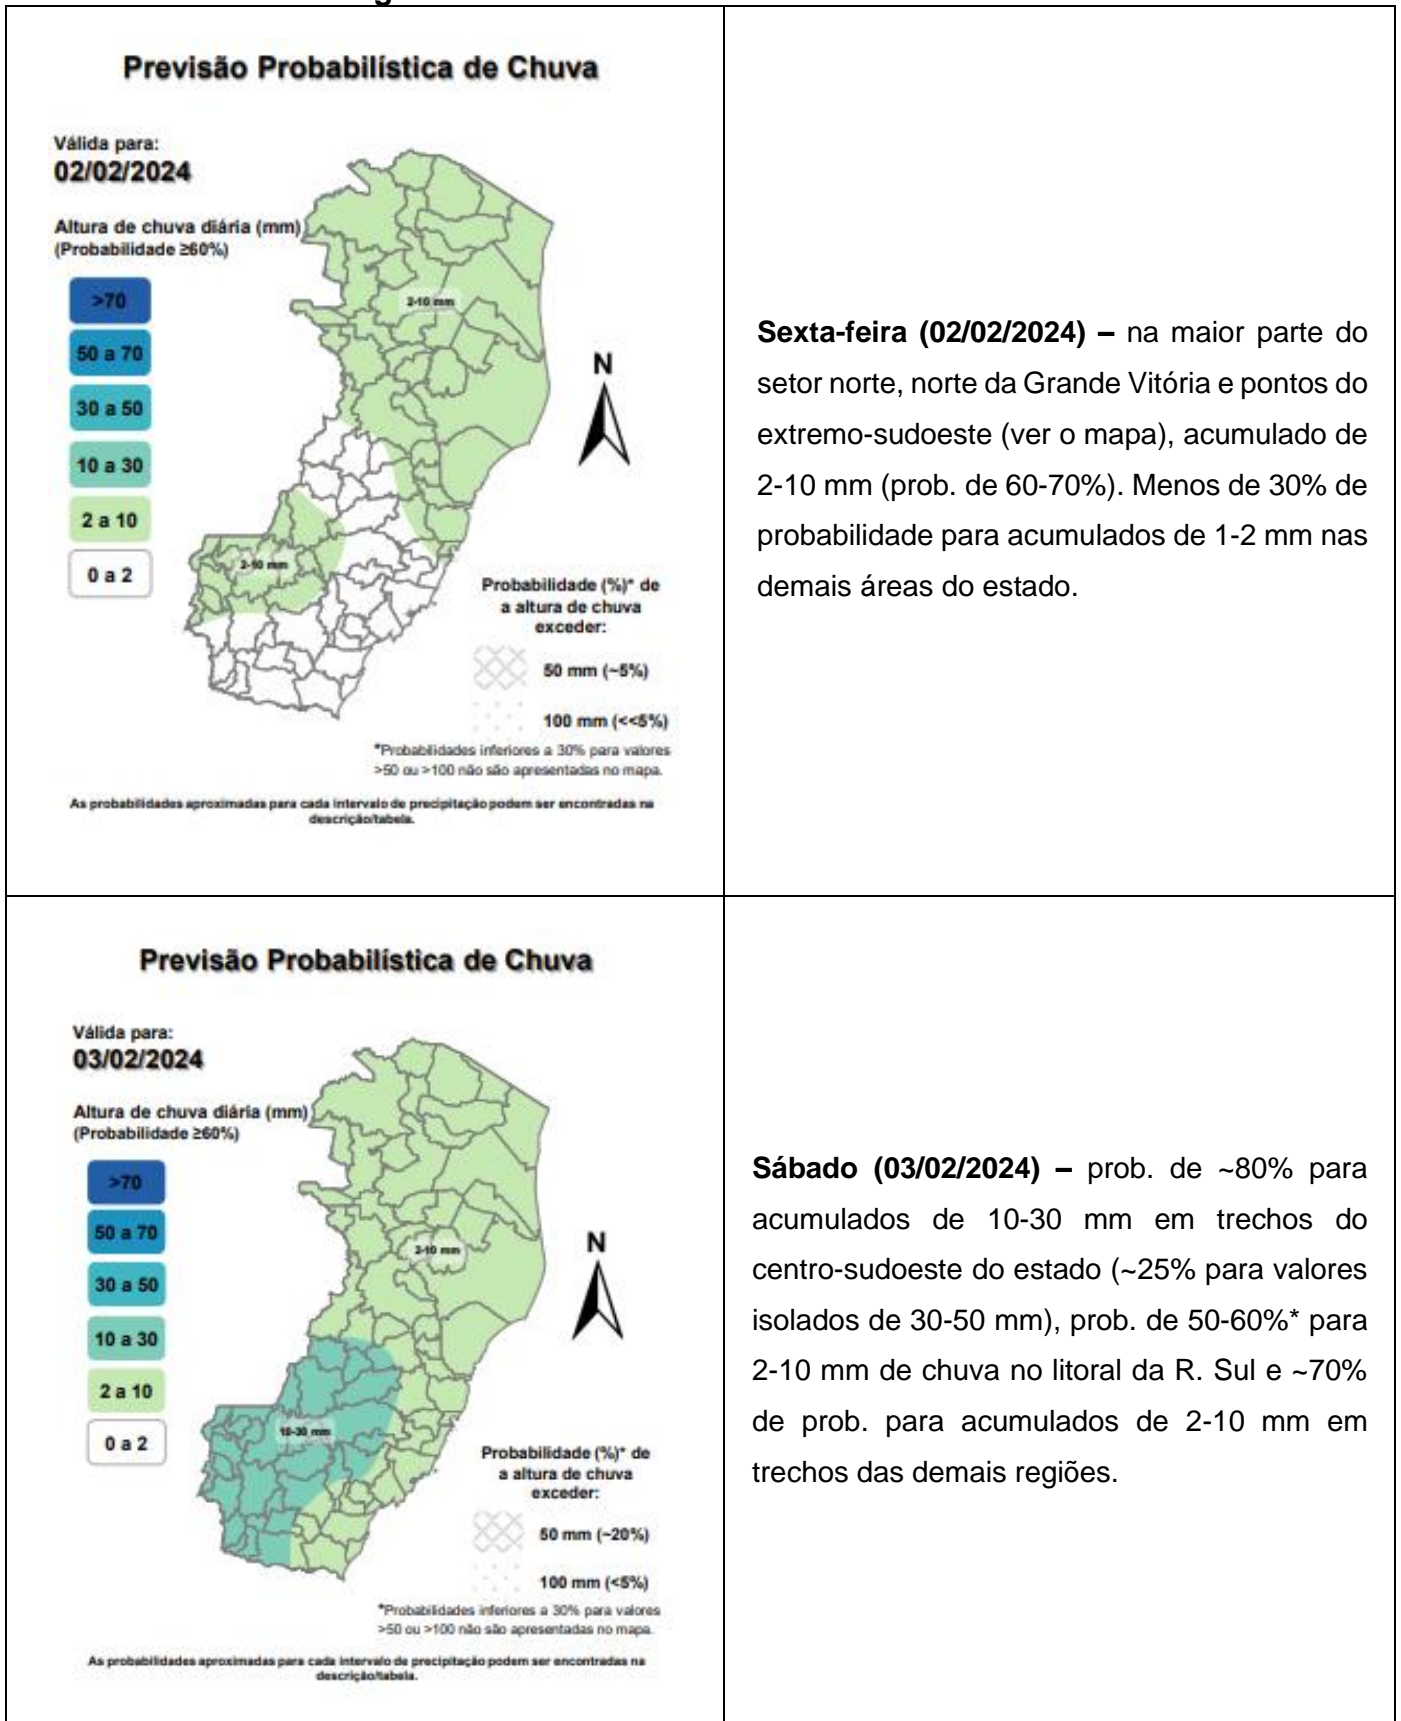 Previsão Probabilística de Chuva
Válida para:
02/02/2024
Altura de chuva diária (mm)
(Probabilidade ≥60%)
>70
50 a 70
30 a 50
10 a 30
2 a 10
0 a 2
2-10 mm
2-10 mm
N
Probabilidade (%)* de
a altura de chuva
exceder:
50 mm (~5%)
100 mm (<<5%)
*Probabilidades inferiores a 30% para valores
>50 ou >100 não são apresentadas no mapa.
As probabilidades aproximadas para cada intervalo de precipitação podem ser encontradas na
descrição/tabela.
Sexta-feira (02/02/2024) – na maior parte do
setor norte, norte da Grande Vitória e pontos do
extremo-sudoeste (ver o mapa), acumulado de
2-10 mm (prob. de 60-70%). Menos de 30% de
probabilidade para acumulados de 1-2 mm nas
demais áreas do estado.
Previsão Probabilística de Chuva
Válida para:
03/02/2024
Altura de chuva diária (mm)
(Probabilidade ≥60%)
>70
50 a 70
30 a 50
10 a 30
2 a 10
0 a 2
2-10 mm
10-30 mm
N
Probabilidade (%)* de
a altura de chuva
exceder:
50 mm (~20%)
100 mm (<5%)
*Probabilidades inferiores a 30% para valores
>50 ou >100 não são apresentadas no mapa.
As probabilidades aproximadas para cada intervalo de precipitação podem ser encontradas na
descrição/tabela.
Sábado (03/02/2024) – prob. de ~80% para
acumulados de 10-30 mm em trechos do
centro-sudoeste do estado (~25% para valores
isolados de 30-50 mm), prob. de 50-60%* para
2-10 mm de chuva no litoral da R. Sul e ~70%
de prob. para acumulados de 2-10 mm em
trechos das demais regiões.